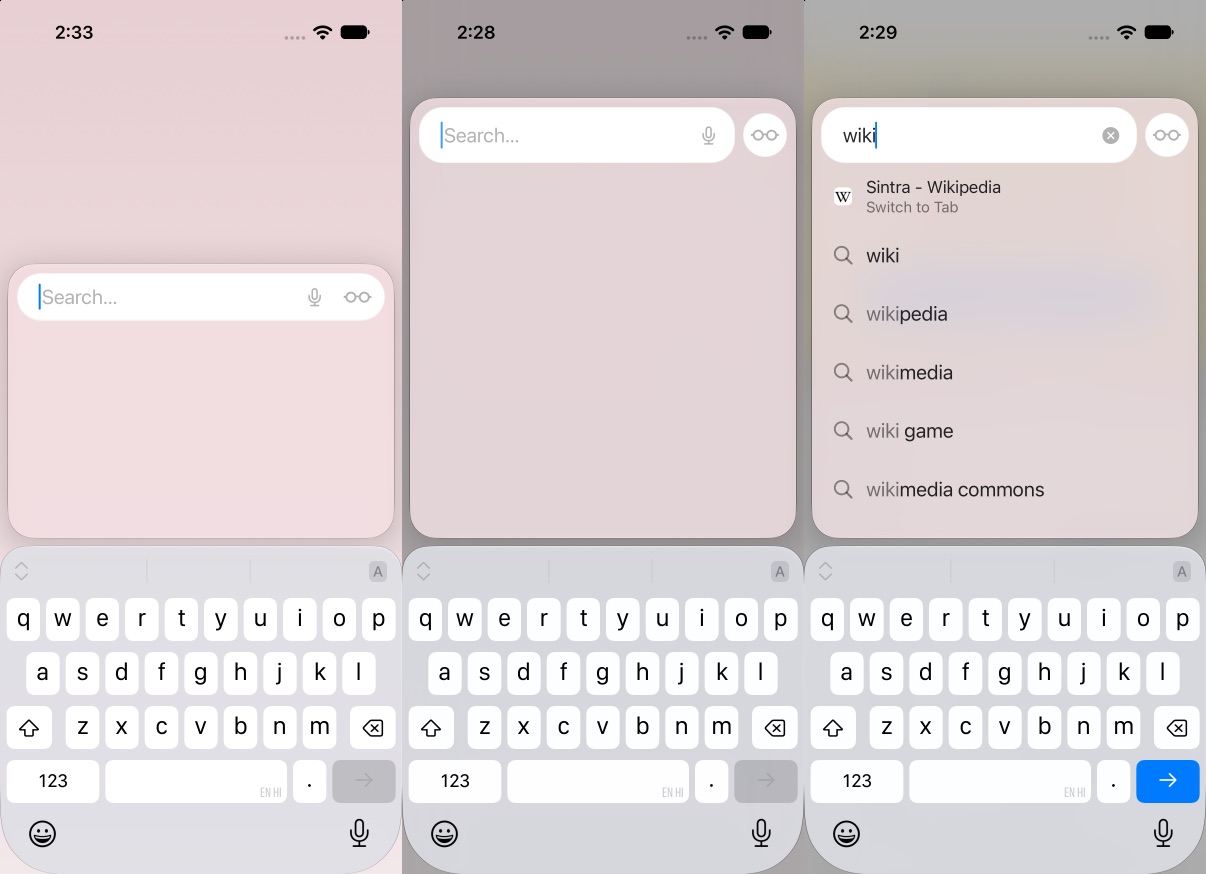 2:33
Search...
A
q w e r t y u i o p
a s d f g h j k l
z x c v b n m
123
EN HI
.
2:28
Search...
A
q w e r t y u i o p
a s d f g h j k l
z x c v b n m
123
EN HI
.
2:29
wiki
W
Sintra - Wikipedia
Switch to Tab
wiki
wikipedia
wikimedia
wiki game
wikimedia commons
A
q w e r t y u i o p
a s d f g h j k l
z x c v b n m
123
EN HI
.